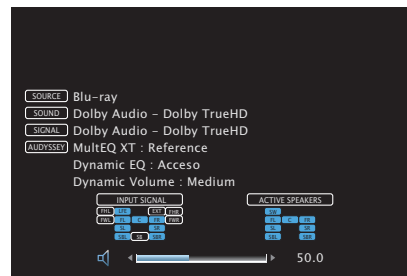 SOURCE Blu-ray
SOUND Dolby Audio - Dolby TrueHD
SIGNAL Dolby Audio - Dolby TrueHD
AUDYSSEY MultEQ XT : Reference
Dynamic EQ : Acceso
Dynamic Volume : Medium
INPUT SIGNAL ACTIVE SPEAKERS
FHL LFE EXT FHR SW
FWL FL C FR FWR FL C FR
SL SR SL SR
SBL SB SBR SBL SBR
50.0